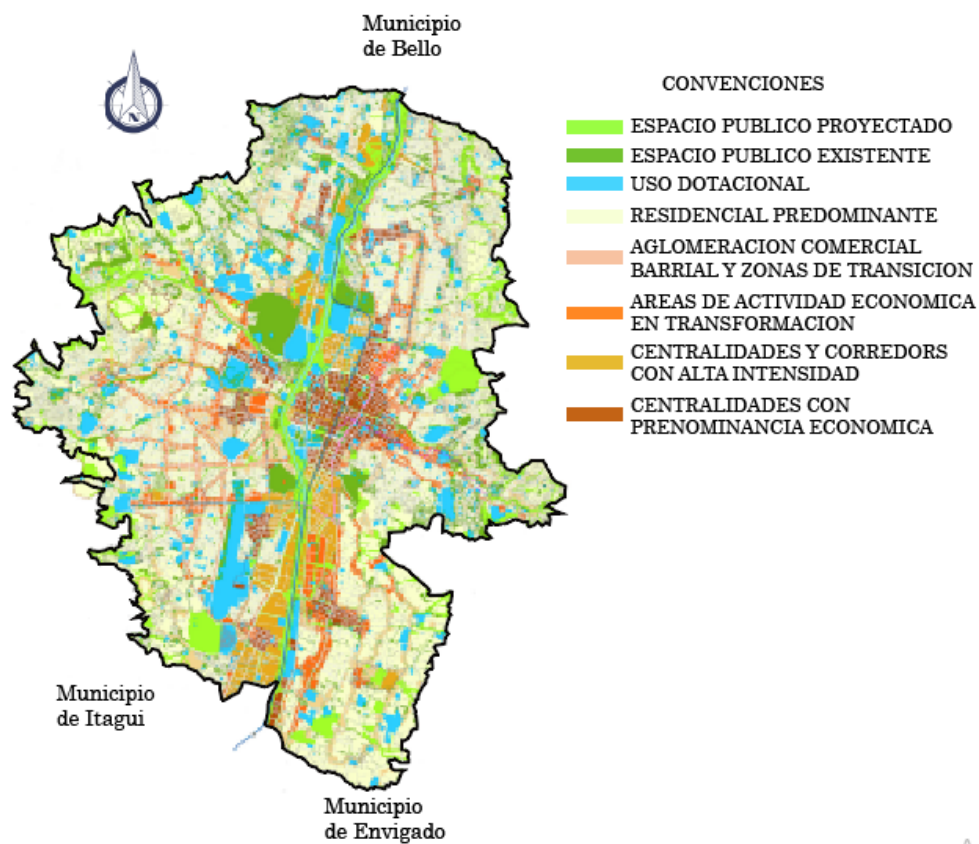 Municipio
de Bello
N
CONVENCIONES
ESPACIO PUBLICO PROYECTADO
ESPACIO PUBLICO EXISTENTE
USO DOTACIONAL
RESIDENCIAL PREDOMINANTE
AGLOMERACION COMERCIAL
BARRIAL Y ZONAS DE TRANSICION
AREAS DE ACTIVIDAD ECONOMICA
EN TRANSFORMACION
CENTRALIDADES Y CORREDORS
CON ALTA INTENSIDAD
CENTRALIDADES CON
PRENOMINANCIA ECONOMICA
Municipio
de Itagui
Municipio
de Envigado